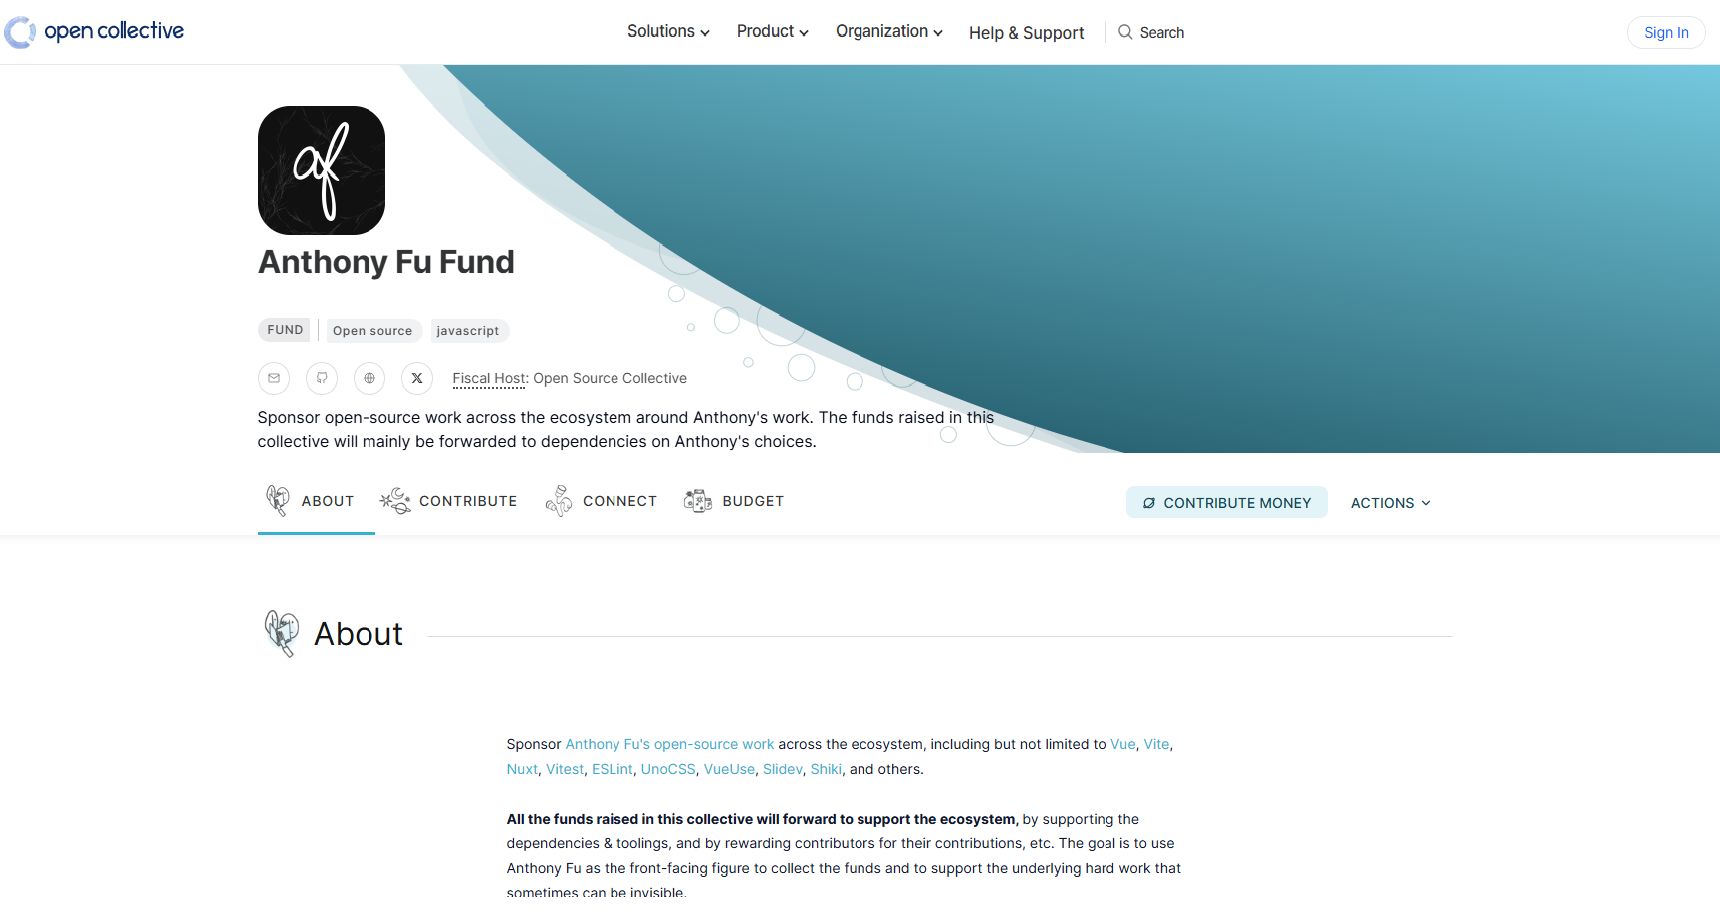 open collective
Solutions
Product
Organization
Help & Support
Search
Sign In
af
Anthony Fu Fund
FUND
Open source
javascript
X
Fiscal Host: Open Source Collective
Sponsor open-source work across the ecosystem around Anthony's work. The funds raised in this
collective will mainly be forwarded to dependencies on Anthony's choices.
ABOUT
CONTRIBUTE
CONNECT
BUDGET
CONTRIBUTE MONEY
ACTIONS
About
Sponsor Anthony Fu's open-source work across the ecosystem, including but not limited to Vue, Vite,
Nuxt, Vitest, ESLint, UnoCSS, VueUse, Slidev, Shiki, and others.
All the funds raised in this collective will forward to support the ecosystem, by supporting the
dependencies & toolings, and by rewarding contributors for their contributions, etc. The goal is to use
Anthony Fu as the front-facing figure to collect the funds and to support the underlying hard work that
sometimes can be invisible.